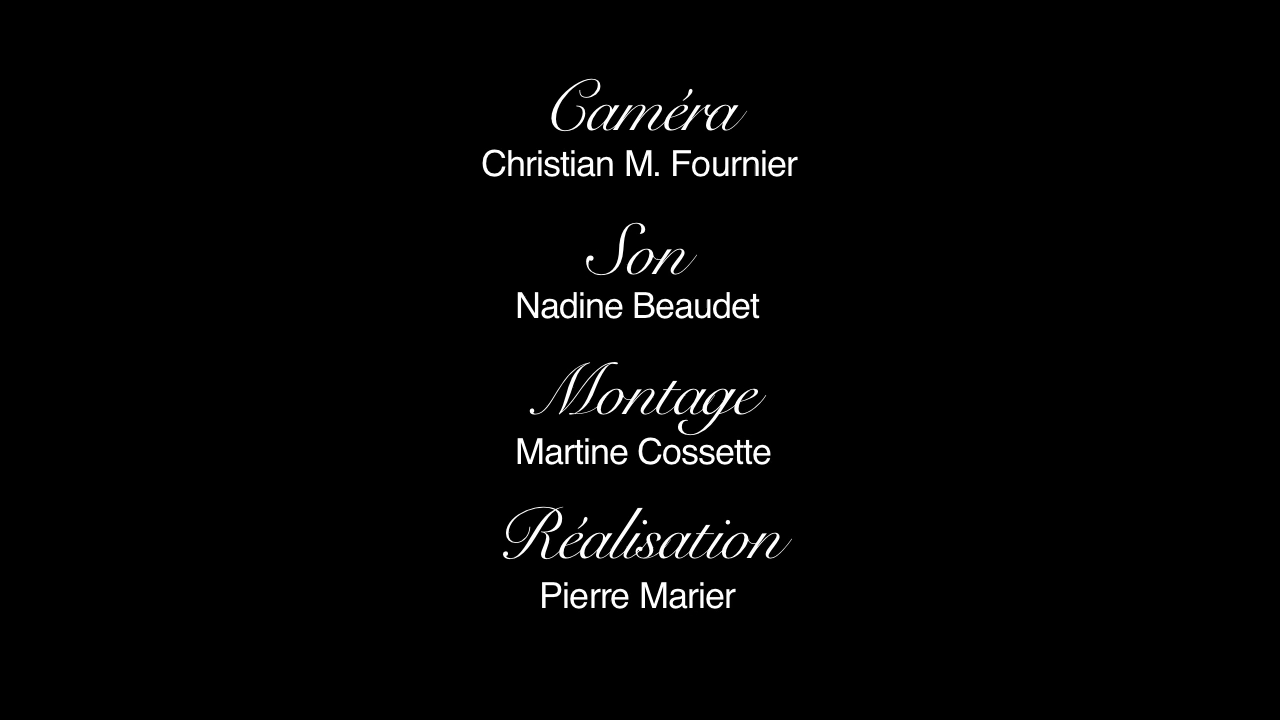 Caméra
Christian M. Fournier
Son
Nadine Beaudet
Montage
Martine Cossette
Réalisation
Pierre Marier